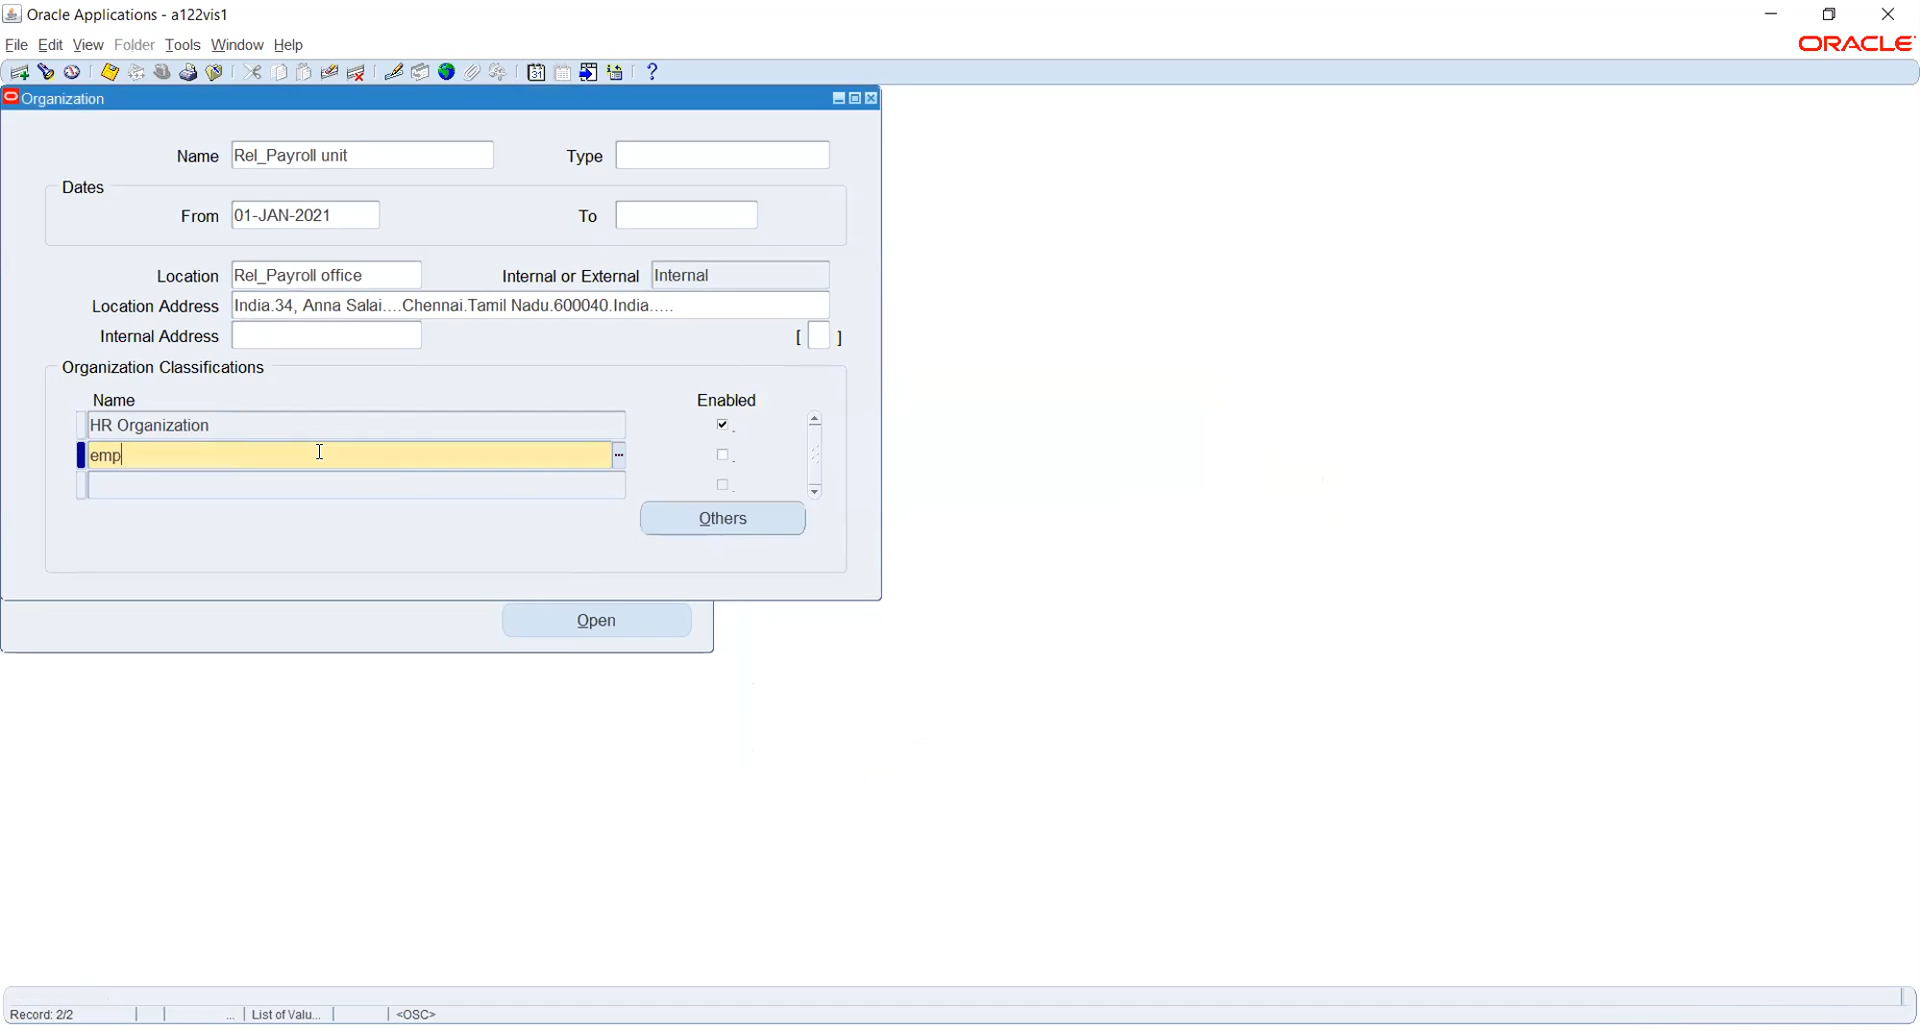 Oracle Applications - a122vis1
File Edit View Folder Tools Window Help
ORACLE
Organization
Name Rel_Payroll unit Type
Dates
From 01-JAN-2021 To
Location Rel_Payroll office Internal or External Internal
Location Address India.34, Anna Salai....Chennai.Tamil Nadu.600040.India.....
Internal Address [ ]
Organization Classifications
Name Enabled
HR Organization
emp
Others
Open
Record: 2/2 ... List of Valu... <OSC>